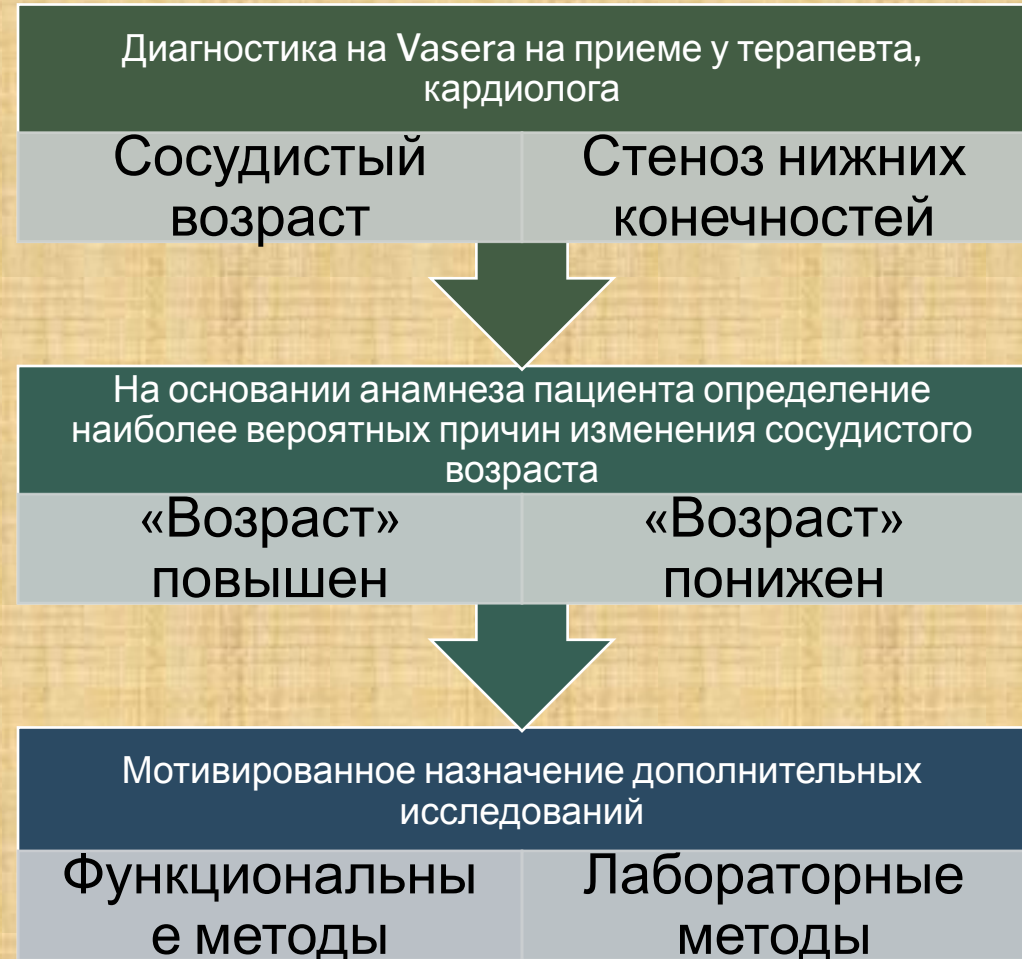 Диагностика на Vasera на приеме у терапевта,
кардиолога
Сосудистый
возраст
Стеноз нижних
конечностей
На основании анамнеза пациента определение
наиболее вероятных причин изменения сосудистого
возраста
«Возраст»
повышен
«Возраст»
понижен
Мотивированное назначение дополнительных
исследований
Функциональны
е методы
Лабораторные
методы